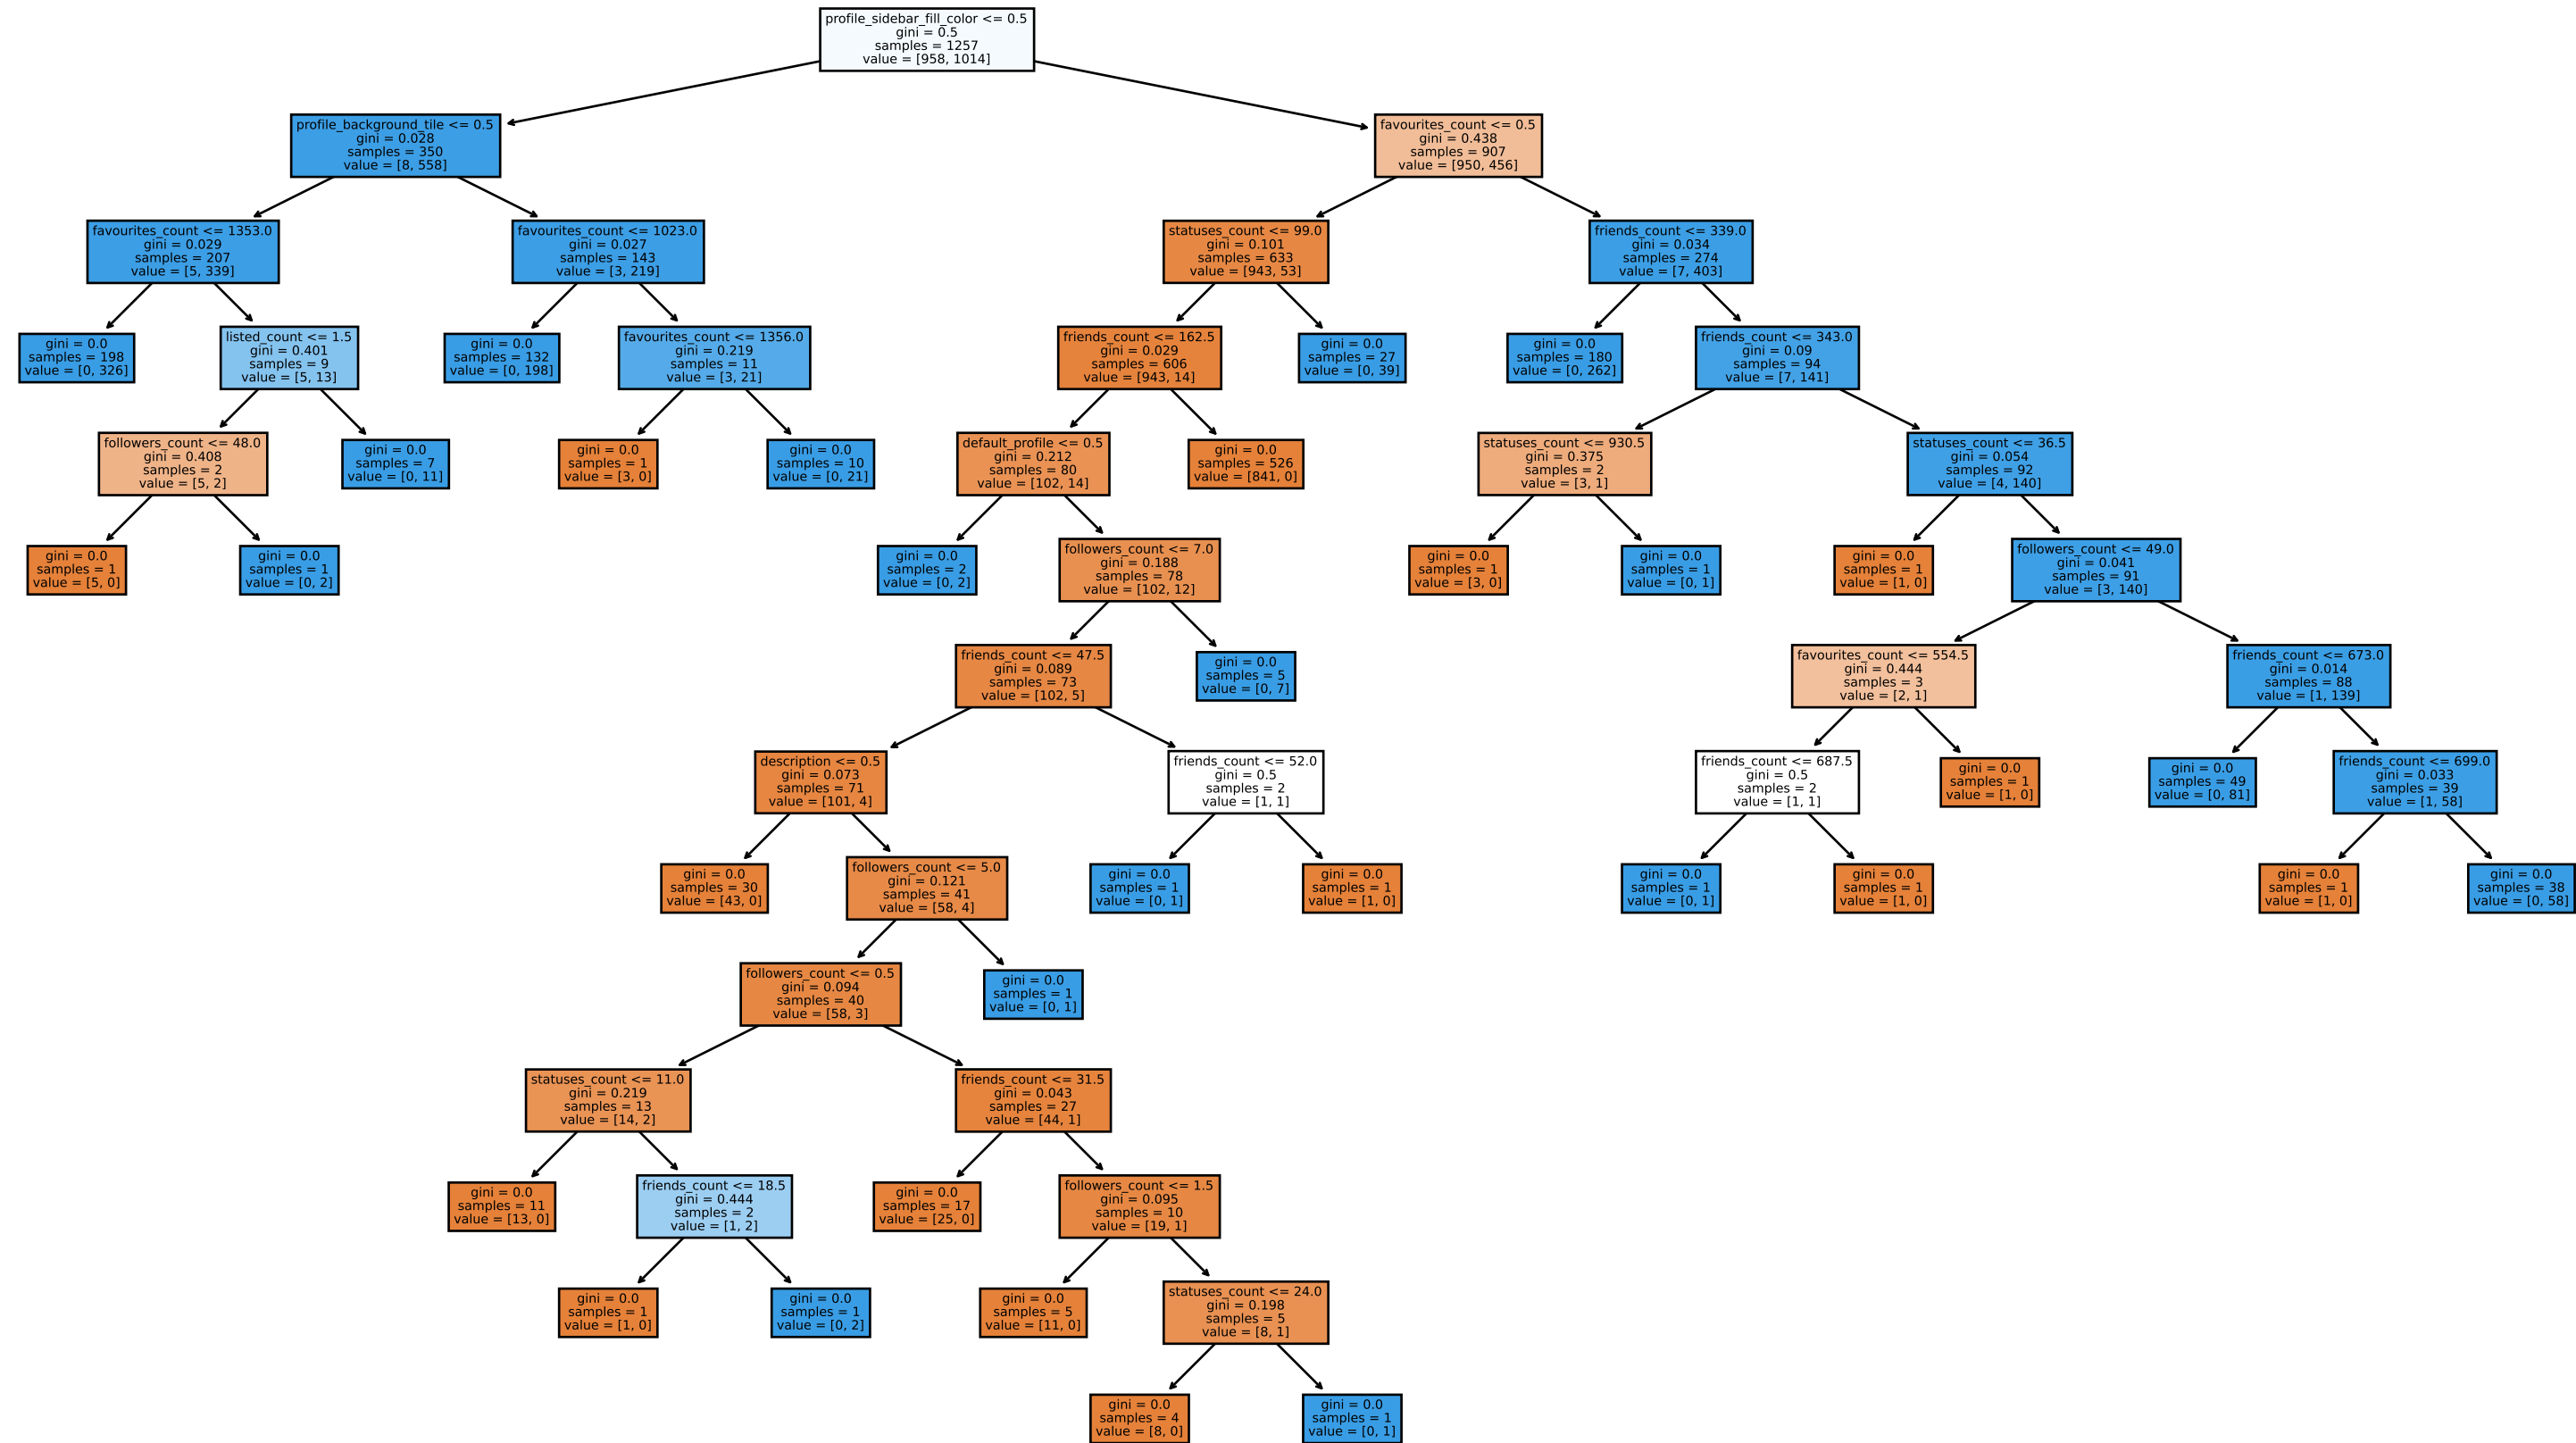 profile_sidebar_fill_color <= 0.5
gini = 0.5
samples = 1257
value = [958, 1014]
profile_background_tile <= 0.5
gini = 0.028
samples = 350
value = [8, 558]
favourites_count <= 0.5
gini = 0.438
samples = 907
value = [950, 456]
favourites_count <= 1353.0
gini = 0.029
samples = 207
value = [5, 339]
favourites_count <= 1023.0
gini = 0.027
samples = 143
value = [3, 219]
statuses_count <= 99.0
gini = 0.101
samples = 633
value = [943, 53]
friends_count <= 339.0
gini = 0.034
samples = 274
value = [7, 403]
gini = 0.0
samples = 198
value = [0, 326]
listed_count <= 1.5
gini = 0.401
samples = 9
value = [5, 13]
gini = 0.0
samples = 132
value = [0, 198]
favourites_count <= 1356.0
gini = 0.219
samples = 11
value = [3, 21]
friends_count <= 162.5
gini = 0.029
samples = 606
value = [943, 14]
gini = 0.0
samples = 27
value = [0, 39]
gini = 0.0
samples = 180
value = [0, 262]
friends_count <= 343.0
gini = 0.09
samples = 94
value = [7, 141]
followers_count <= 48.0
gini = 0.408
samples = 2
value = [5, 2]
gini = 0.0
samples = 7
value = [0, 11]
gini = 0.0
samples = 1
value = [3, 0]
gini = 0.0
samples = 10
value = [0, 21]
default_profile <= 0.5
gini = 0.212
samples = 80
value = [102, 14]
gini = 0.0
samples = 526
value = [841, 0]
statuses_count <= 930.5
gini = 0.375
samples = 2
value = [3, 1]
statuses_count <= 36.5
gini = 0.054
samples = 92
value = [4, 140]
gini = 0.0
samples = 1
value = [5, 0]
gini = 0.0
samples = 1
value = [0, 2]
gini = 0.0
samples = 2
value = [0, 2]
followers_count <= 7.0
gini = 0.188
samples = 78
value = [102, 12]
gini = 0.0
samples = 1
value = [3, 0]
gini = 0.0
samples = 1
value = [0, 1]
gini = 0.0
samples = 1
value = [1, 0]
followers_count <= 49.0
gini = 0.041
samples = 91
value = [3, 140]
friends_count <= 47.5
gini = 0.089
samples = 73
value = [102, 5]
gini = 0.0
samples = 5
value = [0, 7]
favourites_count <= 554.5
gini = 0.444
samples = 3
value = [2, 1]
friends_count <= 673.0
gini = 0.014
samples = 88
value = [1, 139]
description <= 0.5
gini = 0.073
samples = 71
value = [101, 4]
friends_count <= 52.0
gini = 0.5
samples = 2
value = [1, 1]
friends_count <= 687.5
gini = 0.5
samples = 2
value = [1, 1]
gini = 0.0
samples = 1
value = [1, 0]
gini = 0.0
samples = 49
value = [0, 81]
friends_count <= 699.0
gini = 0.033
samples = 39
value = [1, 58]
gini = 0.0
samples = 30
value = [43, 0]
followers_count <= 5.0
gini = 0.121
samples = 41
value = [58, 4]
gini = 0.0
samples = 1
value = [0, 1]
gini = 0.0
samples = 1
value = [1, 0]
gini = 0.0
samples = 1
value = [0, 1]
gini = 0.0
samples = 1
value = [1, 0]
gini = 0.0
samples = 1
value = [1, 0]
gini = 0.0
samples = 38
value = [0, 58]
followers_count <= 0.5
gini = 0.094
samples = 40
value = [58, 3]
gini = 0.0
samples = 1
value = [0, 1]
statuses_count <= 11.0
gini = 0.219
samples = 13
value = [14, 2]
friends_count <= 31.5
gini = 0.043
samples = 27
value = [44, 1]
gini = 0.0
samples = 11
value = [13, 0]
friends_count <= 18.5
gini = 0.444
samples = 2
value = [1, 2]
gini = 0.0
samples = 17
value = [25, 0]
followers_count <= 1.5
gini = 0.095
samples = 10
value = [19, 1]
gini = 0.0
samples = 1
value = [1, 0]
gini = 0.0
samples = 1
value = [0, 2]
gini = 0.0
samples = 5
value = [11, 0]
statuses_count <= 24.0
gini = 0.198
samples = 5
value = [8, 1]
gini = 0.0
samples = 4
value = [8, 0]
gini = 0.0
samples = 1
value = [0, 1]